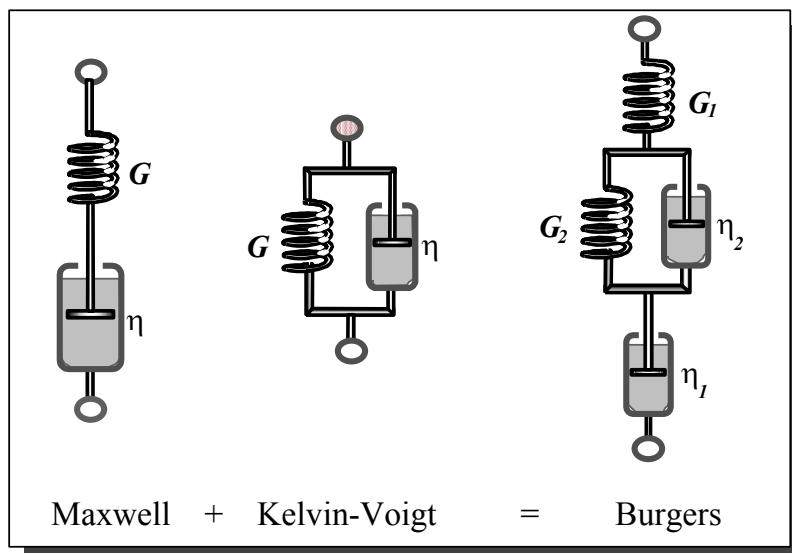 G₁
G
G₂
η₂
G
η
η
η₁
Maxwell + Kelvin-Voigt = Burgers